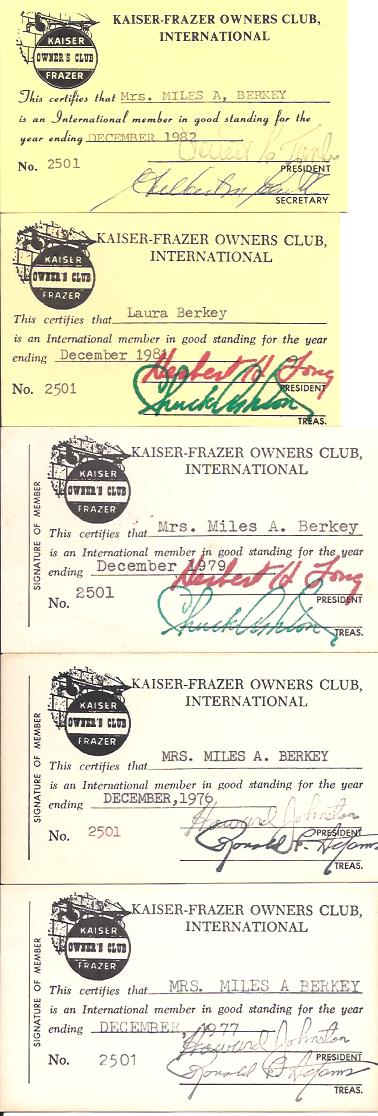 KAISER-FRAZER OWNERS CLUB,
INTERNATIONAL
KAISER
OWNER'S CLUB
FRAZER
This certifies that Mrs. MILES A, BERKEY
is an International member in good standing for the
year ending DECEMBER 1982
No. 2501
PRESIDENT
SECRETARY
KAISER-FRAZER OWNERS CLUB,
INTERNATIONAL
KAISER
OWNER'S CLUB
FRAZER
This certifies that Laura Berkey
is an International member in good standing for the year
ending December 1981
Herbert H Fong
No. 2501 PRESIDENT
Chuck Ashton
TREAS.
KAISER-FRAZER OWNERS CLUB,
INTERNATIONAL
KAISER
OWNER'S CLUB
FRAZER
SIGNATURE OF MEMBER
This certifies that Mrs. Miles A. Berkey
is an International member in good standing for the year
ending December 1979
Herbert H Fong
No. 2501 PRESIDENT
Chuck Ashton
TREAS.
KAISER-FRAZER OWNERS CLUB,
INTERNATIONAL
KAISER
OWNER'S CLUB
FRAZER
SIGNATURE OF MEMBER
This certifies that MRS. MILES A. BERKEY
is an International member in good standing for the year
ending DECEMBER,1976
Howard Johnston
No. 2501 PRESIDENT
Ronald P. Adams
TREAS.
KAISER-FRAZER OWNERS CLUB,
INTERNATIONAL
KAISER
OWNER'S CLUB
FRAZER
SIGNATURE OF MEMBER
This certifies that MRS. MILES A BERKEY
is an International member in good standing for the year
ending DECEMBER, 1977
Howard Johnston
No. 2501 PRESIDENT
Ronald P Adams
TREAS.